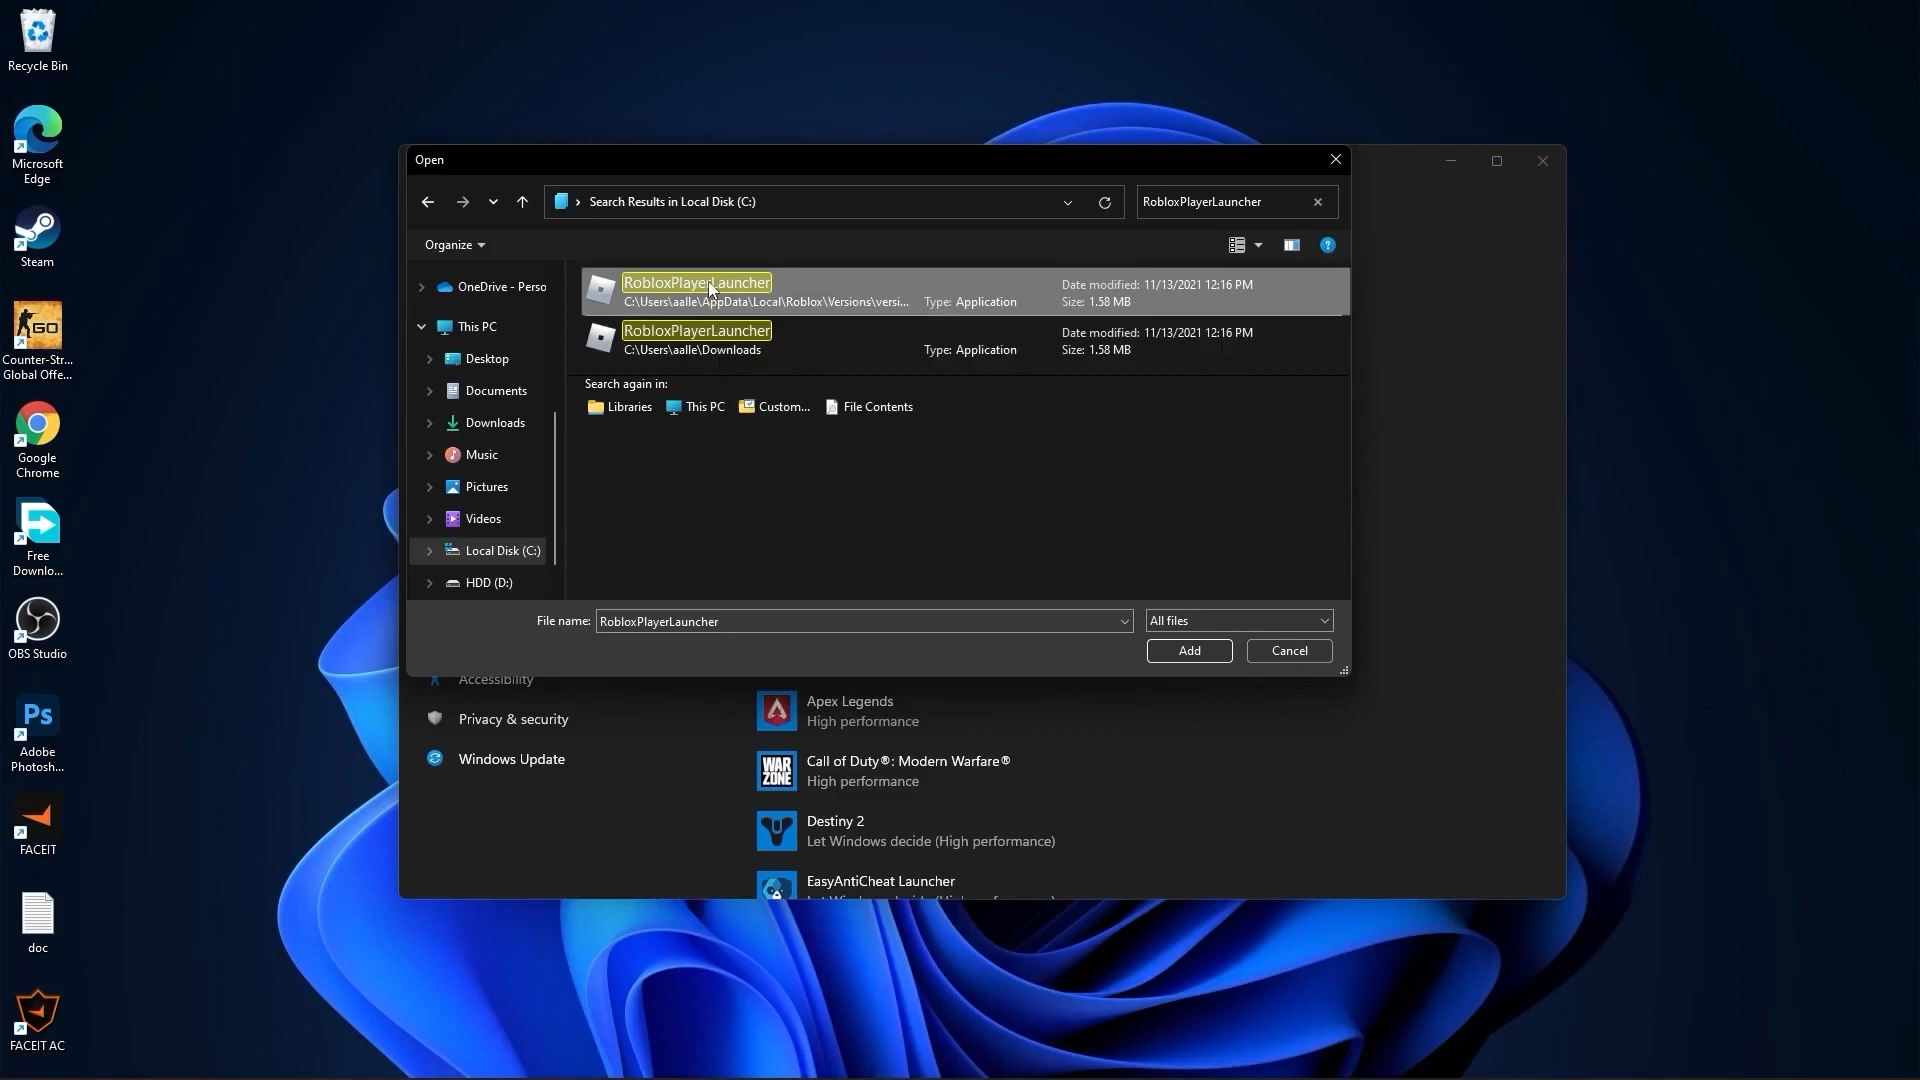 Recycle Bin
Microsoft
Edge
Steam
GO
Counter-Str...
Global Offe...
Google
Chrome
Free
Downlo...
OBS Studio
Ps
Adobe
Photosh...
FACEIT
doc
FACEIT AC
Open
Search Results in Local Disk (C:)
RobloxPlayerLauncher
Organize
OneDrive - Perso
This PC
Desktop
Documents
Downloads
Music
Pictures
Videos
Local Disk (C:)
HDD (D:)
RobloxPlayerLauncher
C:\Users\aalle\AppData\Local\Roblox\Versions\versi...
Type: Application
Date modified: 11/13/2021 12:16 PM
Size: 1.58 MB
RobloxPlayerLauncher
C:\Users\aalle\Downloads
Type: Application
Date modified: 11/13/2021 12:16 PM
Size: 1.58 MB
Search again in:
Libraries
This PC
Custom...
File Contents
File name:
RobloxPlayerLauncher
All files
Add
Cancel
Accessibility
Privacy & security
Windows Update
Apex Legends
High performance
WAR
ZONE
Call of Duty®: Modern Warfare®
High performance
Destiny 2
Let Windows decide (High performance)
EasyAntiCheat Launcher